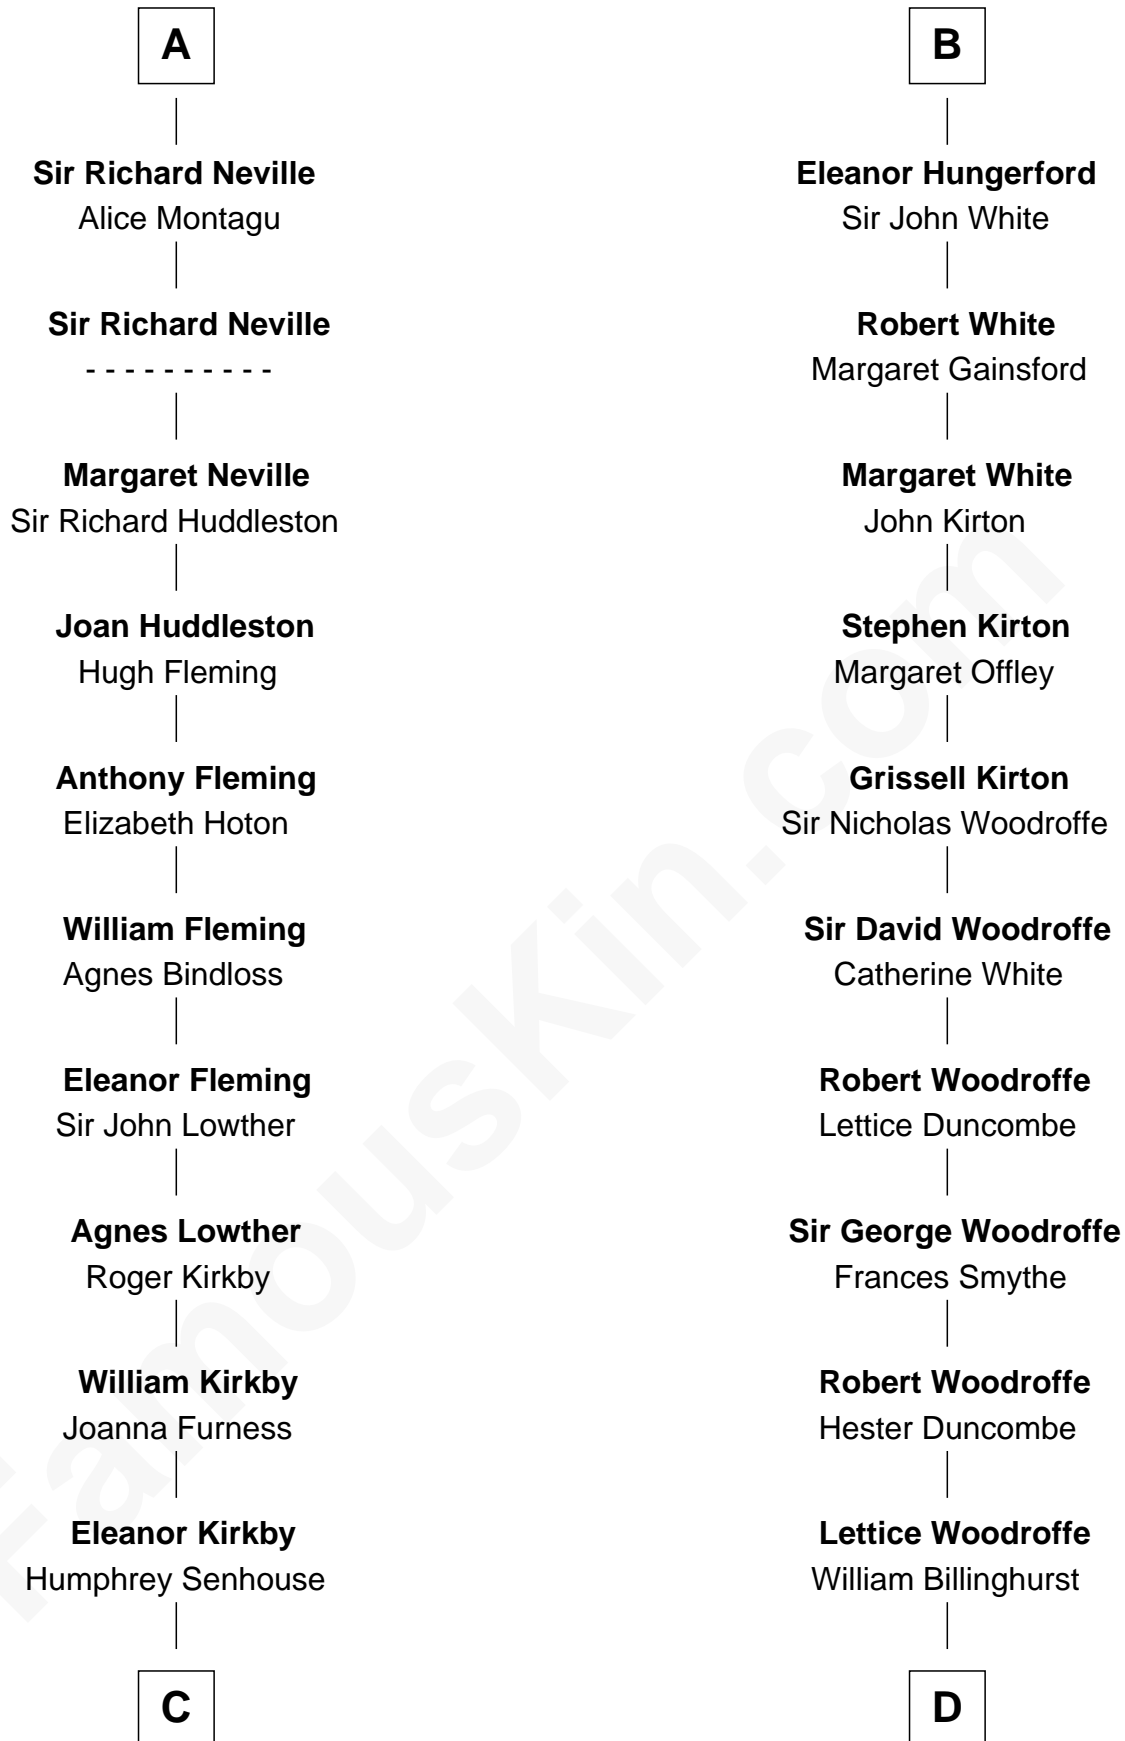 A
Sir Richard Neville
Alice Montagu
Sir Richard Neville
- - - - - - - - - -
Margaret Neville
Sir Richard Huddleston
Joan Huddleston
Hugh Fleming
Anthony Fleming
Elizabeth Hoton
William Fleming
Agnes Bindloss
Eleanor Fleming
Sir John Lowther
Agnes Lowther
Roger Kirkby
William Kirkby
Joanna Furness
Eleanor Kirkby
Humphrey Senhouse
C
B
Eleanor Hungerford
Sir John White
Robert White
Margaret Gainsford
Margaret White
John Kirton
Stephen Kirton
Margaret Offley
Grissell Kirton
Sir Nicholas Woodroffe
Sir David Woodroffe
Catherine White
Robert Woodroffe
Lettice Duncombe
Sir George Woodroffe
Frances Smythe
Robert Woodroffe
Hester Duncombe
Lettice Woodroffe
William Billinghurst
D
FamousKin.com